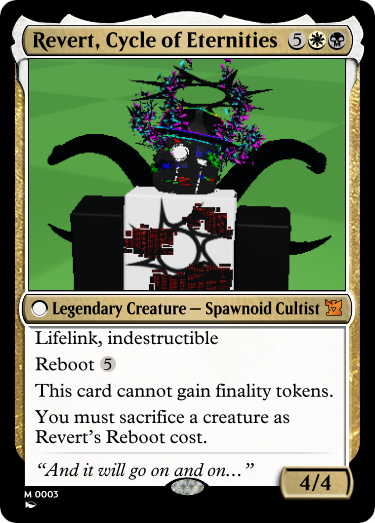 Revert, Cycle of Eternities 5
Legendary Creature — Spawnoid Cultist
Lifelink, indestructible
Reboot 5
This card cannot gain finality tokens.
You must sacrifice a creature as
Revert's Reboot cost.
“And it will go on and on…”
4/4
M 0003